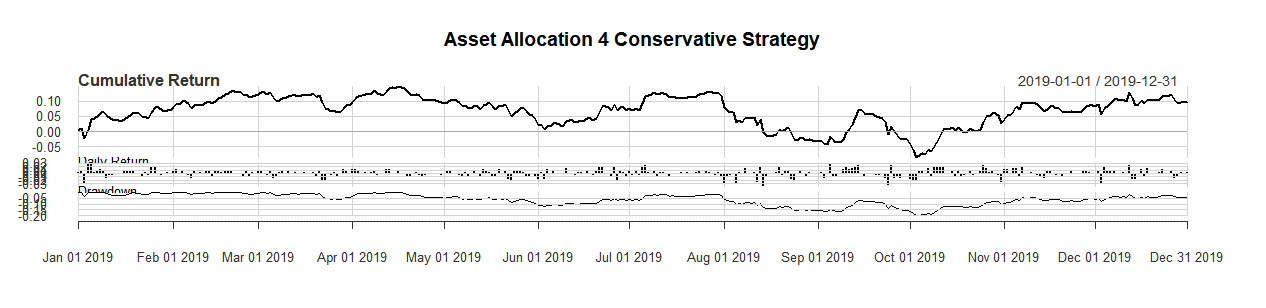 Asset Allocation 4 Conservative Strategy
Cumulative Return
2019-01-01 / 2019-12-31
0.10
0.05
0.00
-0.05
Daily Return
Drawdown
-0.05
-0.20
Jan 01 2019 Feb 01 2019 Mar 01 2019 Apr 01 2019 May 01 2019 Jun 01 2019 Jul 01 2019 Aug 01 2019 Sep 01 2019 Oct 01 2019 Nov 01 2019 Dec 01 2019 Dec 31 2019